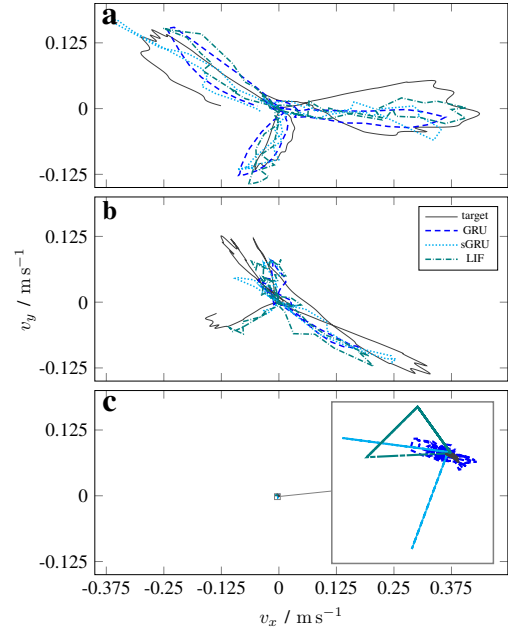 a
0.125
0
-0.125
b
target
GRU
sGRU
LIF
0.125
0
-0.125
v_y / m s⁻¹
c
0.125
0
-0.125
-0.375 -0.25 -0.125 0 0.125 0.25 0.375
v_x / m s⁻¹